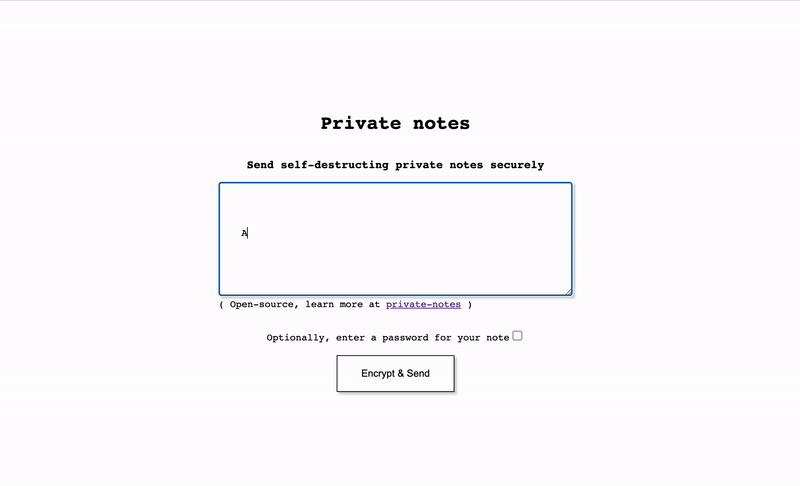 Private notes
Send self-destructing private notes securely
A
( Open-source, learn more at private-notes )
Optionally, enter a password for your note
Encrypt & Send